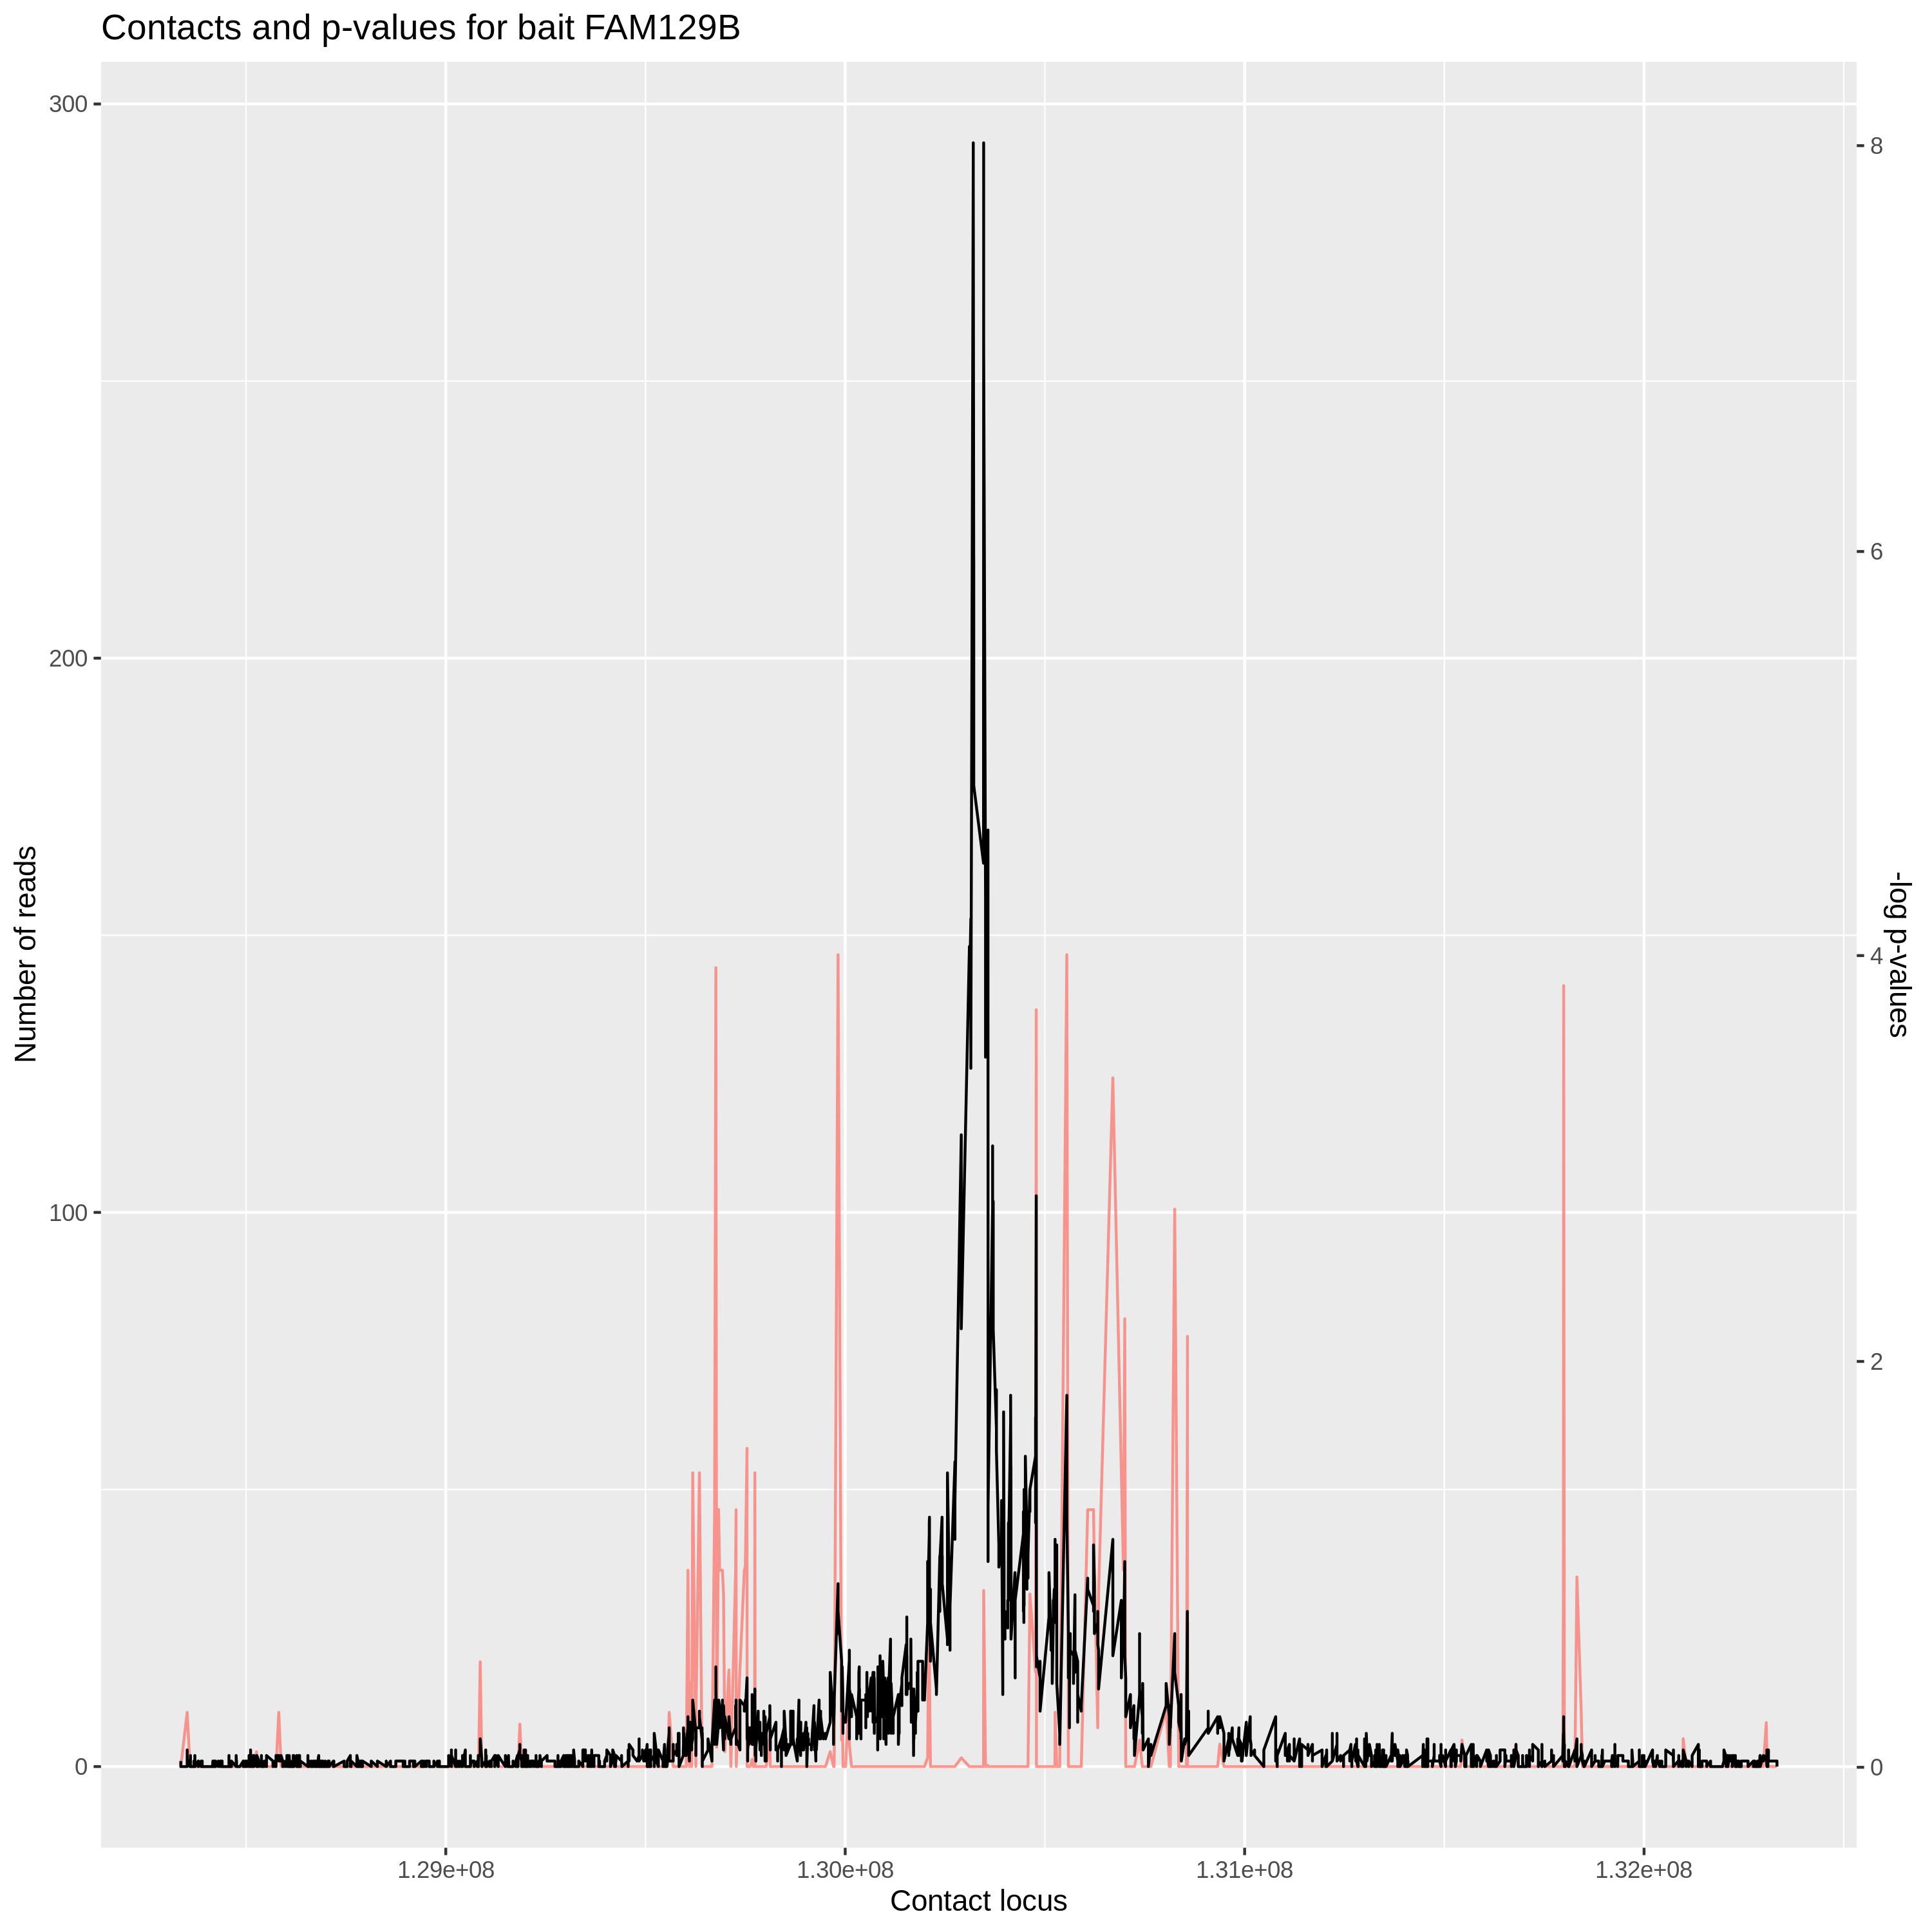 Contacts and p-values for bait FAM129B
300
200
100
0
Number of reads
8
6
4
2
0
-log p-values
1.29e+08
1.30e+08
1.31e+08
1.32e+08
Contact locus